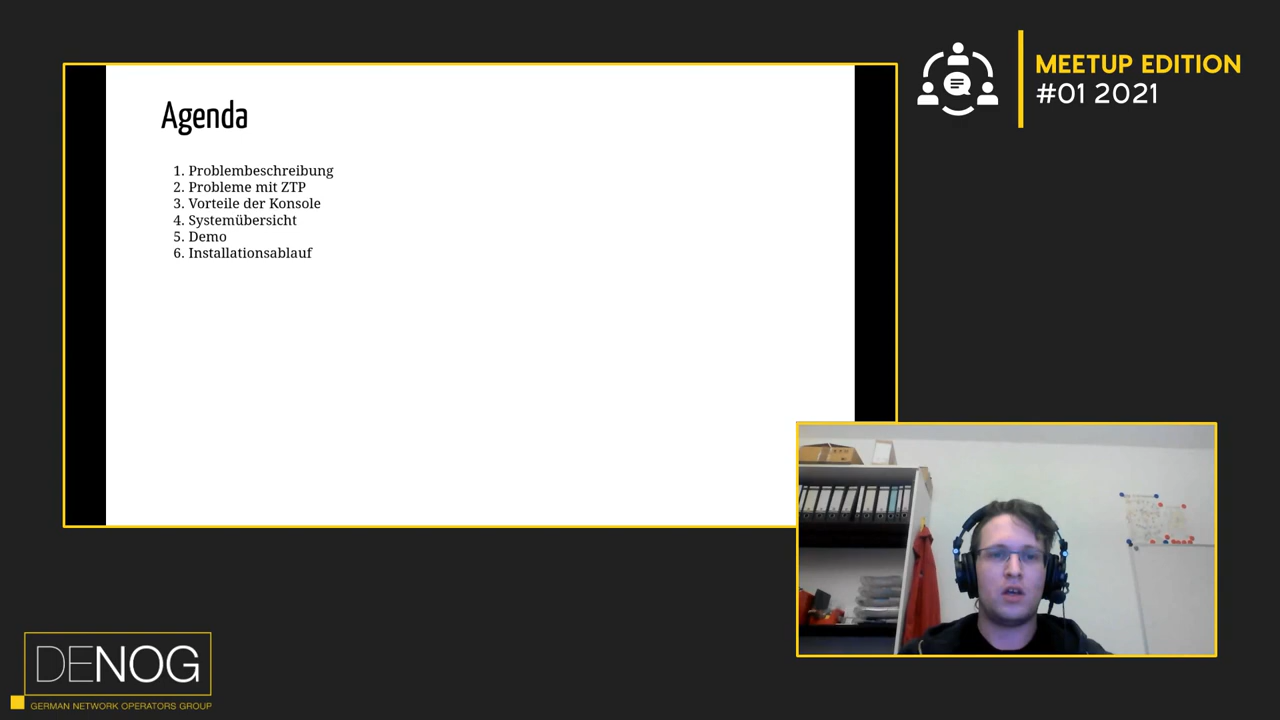 MEETUP EDITION
#01 2021
Agenda
1. Problembeschreibung
2. Probleme mit ZTP
3. Vorteile der Konsole
4. Systemübersicht
5. Demo
6. Installationsablauf
DENOG
GERMAN NETWORK OPERATORS GROUP